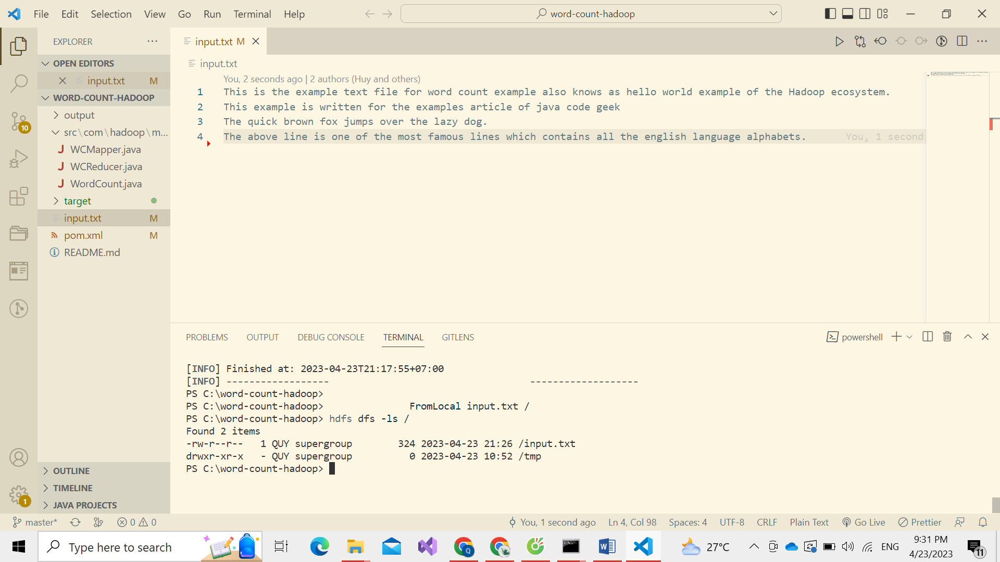 File Edit Selection View Go Run Terminal Help
word-count-hadoop
EXPLORER
input.txt M
OPEN EDITORS
input.txt M
WORD-COUNT-HADOOP
output
src\com\hadoop\m...
WCMapper.java
WCReducer.java
WordCount.java
target
input.txt M
pom.xml M
README.md
10
OUTLINE
TIMELINE
JAVA PROJECTS
1
input.txt
You, 2 seconds ago | 2 authors (Huy and others)
1 This is the example text file for word count example also knows as hello world example of the Hadoop ecosystem.
2 This example is written for the examples article of java code geek
3 The quick brown fox jumps over the lazy dog.
4 The above line is one of the most famous lines which contains all the english language alphabets. You, 1 second
PROBLEMS OUTPUT DEBUG CONSOLE TERMINAL GITLENS
powershell
[INFO] Finished at: 2023-04-23T21:17:55+07:00
[INFO] ------------------ -------------------
PS C:\word-count-hadoop>
PS C:\word-count-hadoop> FromLocal input.txt /
PS C:\word-count-hadoop> hdfs dfs -ls /
Found 2 items
-rw-r--r-- 1 QUY supergroup 324 2023-04-23 21:26 /input.txt
drwxr-xr-x - QUY supergroup 0 2023-04-23 10:52 /tmp
PS C:\word-count-hadoop>
master* 0 0 You, 1 second ago Ln 4, Col 98 Spaces: 4 UTF-8 CRLF Plain Text Go Live Prettier
Type here to search
27°C
ENG
9:31 PM
4/23/2023
11